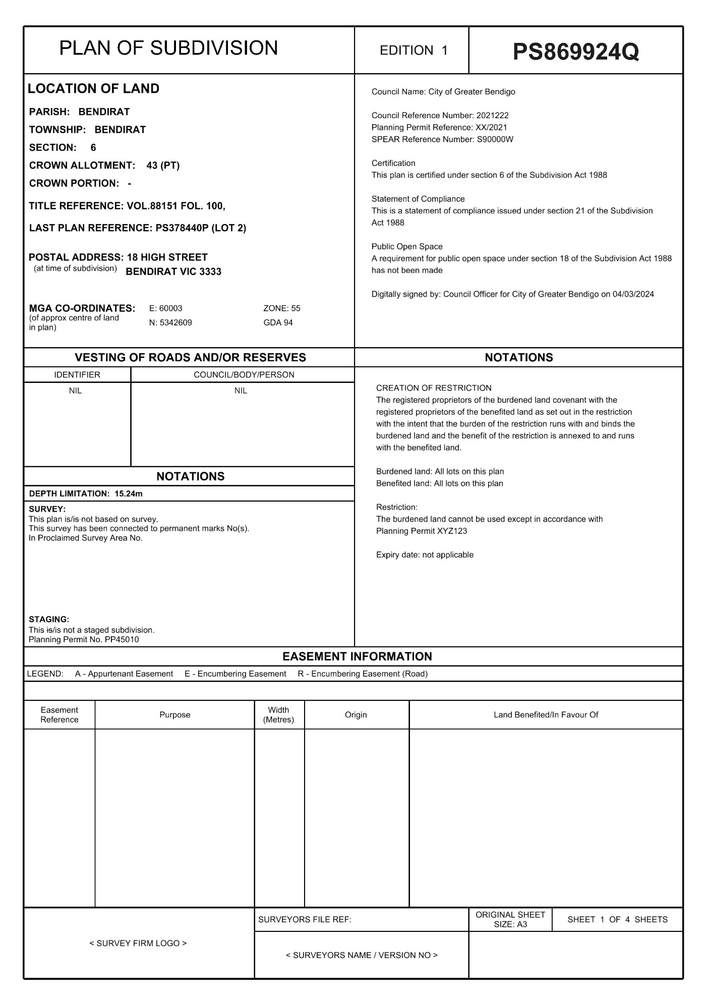 PLAN OF SUBDIVISION
EDITION 1
PS869924Q
LOCATION OF LAND
PARISH: BENDIRAT
TOWNSHIP: BENDIRAT
SECTION: 6
CROWN ALLOTMENT: 43 (PT)
CROWN PORTION: -
TITLE REFERENCE: VOL.88151 FOL. 100,
LAST PLAN REFERENCE: PS378440P (LOT 2)
POSTAL ADDRESS: 18 HIGH STREET
(at time of subdivision) BENDIRAT VIC 3333
MGA CO-ORDINATES: E: 60003 ZONE: 55
(of approx centre of land
in plan)
N: 5342609 GDA 94
Council Name: City of Greater Bendigo
Council Reference Number: 2021222
Planning Permit Reference: XX/2021
SPEAR Reference Number: S90000W
Certification
This plan is certified under section 6 of the Subdivision Act 1988
Statement of Compliance
This is a statement of compliance issued under section 21 of the Subdivision
Act 1988
Public Open Space
A requirement for public open space under section 18 of the Subdivision Act 1988
has not been made
Digitally signed by: Council Officer for City of Greater Bendigo on 04/03/2024
VESTING OF ROADS AND/OR RESERVES
IDENTIFIER COUNCIL/BODY/PERSON
NIL NIL
NOTATIONS
DEPTH LIMITATION: 15.24m
SURVEY:
This plan is/is not based on survey.
This survey has been connected to permanent marks No(s).
In Proclaimed Survey Area No.
STAGING:
This is/is not a staged subdivision.
Planning Permit No. PP45010
NOTATIONS
CREATION OF RESTRICTION
The registered proprietors of the burdened land covenant with the
registered proprietors of the benefited land as set out in the restriction
with the intent that the burden of the restriction runs with and binds the
burdened land and the benefit of the restriction is annexed to and runs
with the benefited land.
Burdened land: All lots on this plan
Benefited land: All lots on this plan
Restriction:
The burdened land cannot be used except in accordance with
Planning Permit XYZ123
Expiry date: not applicable
EASEMENT INFORMATION
LEGEND: A - Appurtenant Easement E - Encumbering Easement R - Encumbering Easement (Road)
Easement
Reference
Purpose
Width
(Metres)
Origin
Land Benefited/In Favour Of
< SURVEY FIRM LOGO >
SURVEYORS FILE REF:
< SURVEYORS NAME / VERSION NO >
ORIGINAL SHEET
SIZE: A3
SHEET 1 OF 4 SHEETS